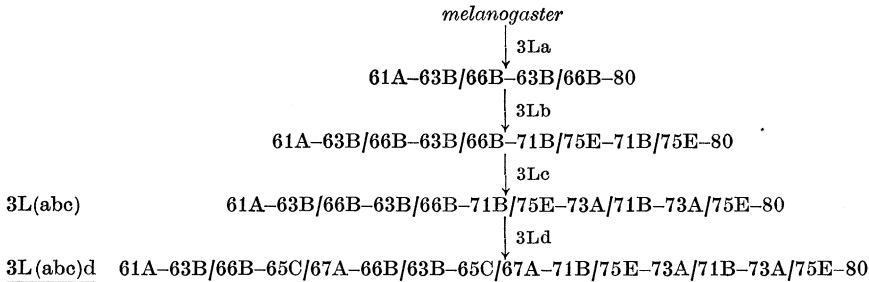 melanogaster
3La
61A–63B/66B–63B/66B–80
3Lb
61A–63B/66B–63B/66B–71B/75E–71B/75E–80
3Lc
3L(abc) 61A–63B/66B–63B/66B–71B/75E–73A/71B–73A/75E–80
3Ld
3L(abc)d 61A–63B/66B–65C/67A–66B/63B–65C/67A–71B/75E–73A/71B–73A/75E–80